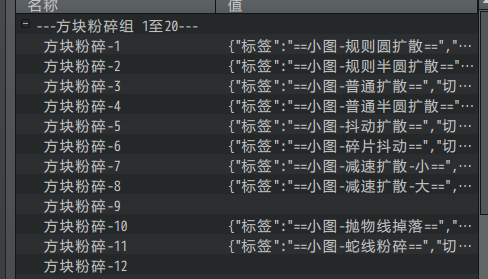 名称 值
---方块粉碎组 1至20---
方块粉碎-1 {"标签":"==小图-规则圆扩散==","…
方块粉碎-2 {"标签":"==小图-规则半圆扩散=="…
方块粉碎-3 {"标签":"==小图-普通扩散==","切…
方块粉碎-4 {"标签":"==小图-普通半圆扩散=="…
方块粉碎-5 {"标签":"==小图-抖动扩散==","切…
方块粉碎-6 {"标签":"==小图-碎片抖动==","切…
方块粉碎-7 {"标签":"==小图-减速扩散-小==",…
方块粉碎-8 {"标签":"==小图-减速扩散-大==",…
方块粉碎-9
方块粉碎-10 {"标签":"==小图-抛物线掉落==","…
方块粉碎-11 {"标签":"==小图-蛇线粉碎==","切…
方块粉碎-12